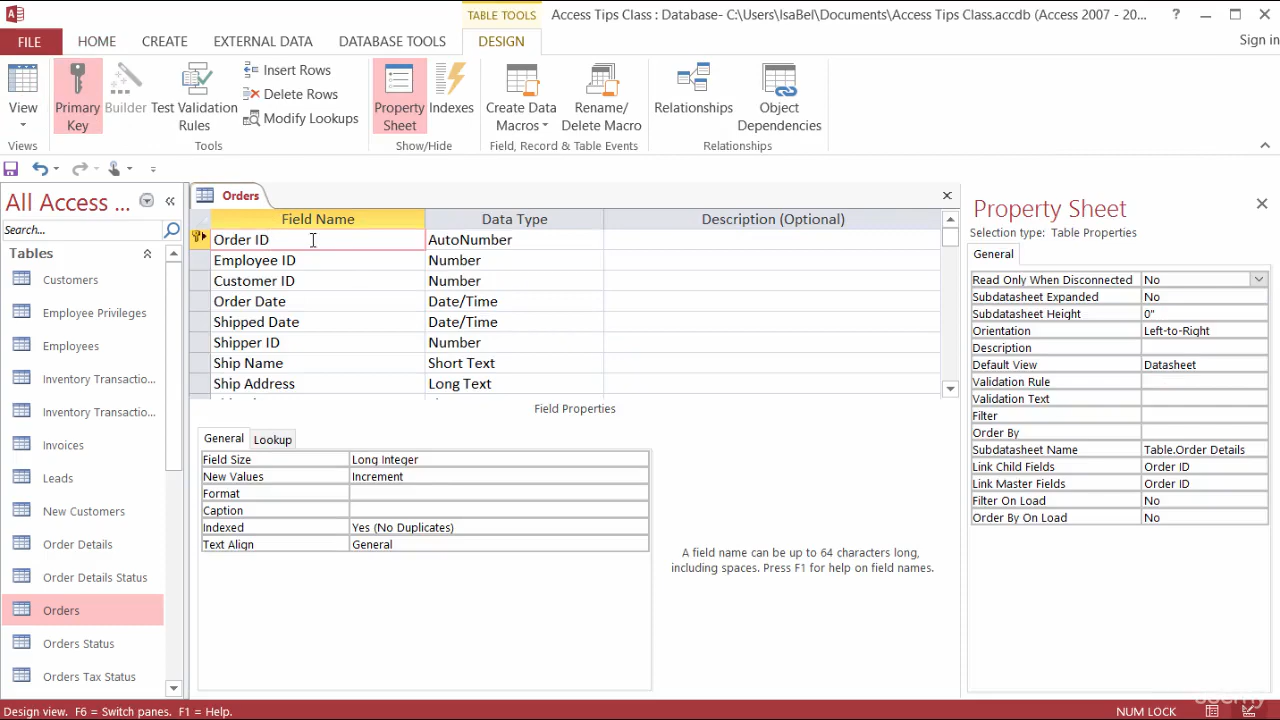 TABLE TOOLS
Access Tips Class : Database- C:\Users\IsaBel\Documents\Access Tips Class.accdb (Access 2007 - 20...
?
FILE
HOME
CREATE
EXTERNAL DATA
DATABASE TOOLS
DESIGN
Sign in
View
Primary
Key
Builder
Test Validation
Rules
Insert Rows
Delete Rows
Modify Lookups
Property
Sheet
Indexes
Create Data
Macros
Rename/
Delete Macro
Relationships
Object
Dependencies
Views
Tools
Show/Hide
Field, Record & Table Events
Relationships
All Access ...
Search...
Tables
Customers
Employee Privileges
Employees
Inventory Transactio...
Inventory Transactio...
Invoices
Leads
New Customers
Order Details
Order Details Status
Orders
Orders Status
Orders Tax Status
Orders
Field Name Data Type Description (Optional)
Order ID AutoNumber
Employee ID Number
Customer ID Number
Order Date Date/Time
Shipped Date Date/Time
Shipper ID Number
Ship Name Short Text
Ship Address Long Text
Field Properties
General Lookup
Field Size Long Integer
New Values Increment
Format
Caption
Indexed Yes (No Duplicates)
Text Align General
A field name can be up to 64 characters long,
including spaces. Press F1 for help on field names.
Property Sheet
Selection type: Table Properties
General
Read Only When Disconnected No
Subdatasheet Expanded No
Subdatasheet Height 0"
Orientation Left-to-Right
Description
Default View Datasheet
Validation Rule
Validation Text
Filter
Order By
Subdatasheet Name Table.Order Details
Link Child Fields Order ID
Link Master Fields Order ID
Filter On Load No
Order By On Load No
Design view. F6 = Switch panes. F1 = Help.
NUM LOCK